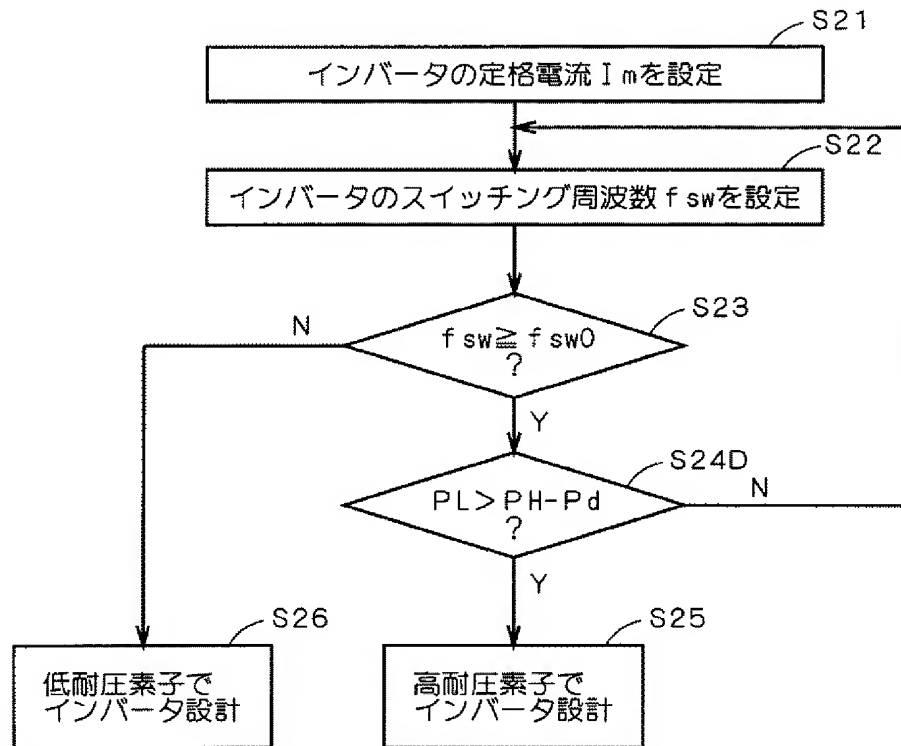 S21
インバータの定格電流Imを設定
S22
インバータのスイッチング周波数fswを設定
S23
N
fsw≧fsw0
?
Y
S24D
N
PL>PH-Pd
?
Y
S26
S25
低耐圧素子で
インバータ設計
高耐圧素子で
インバータ設計